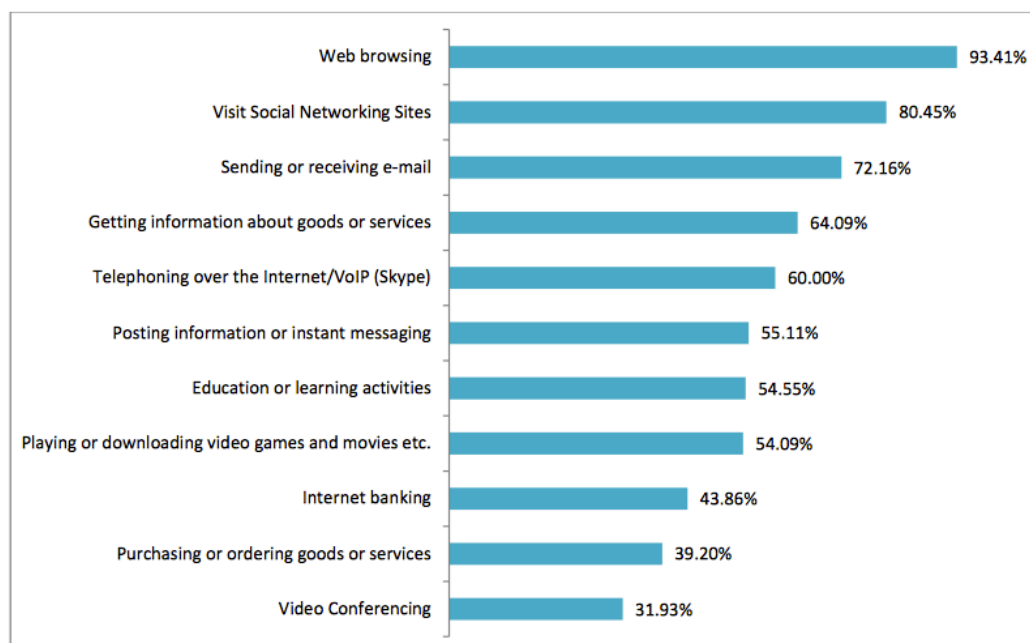 Web browsing 93.41%
Visit Social Networking Sites 80.45%
Sending or receiving e-mail 72.16%
Getting information about goods or services 64.09%
Telephoning over the Internet/VoIP (Skype) 60.00%
Posting information or instant messaging 55.11%
Education or learning activities 54.55%
Playing or downloading video games and movies etc. 54.09%
Internet banking 43.86%
Purchasing or ordering goods or services 39.20%
Video Conferencing 31.93%